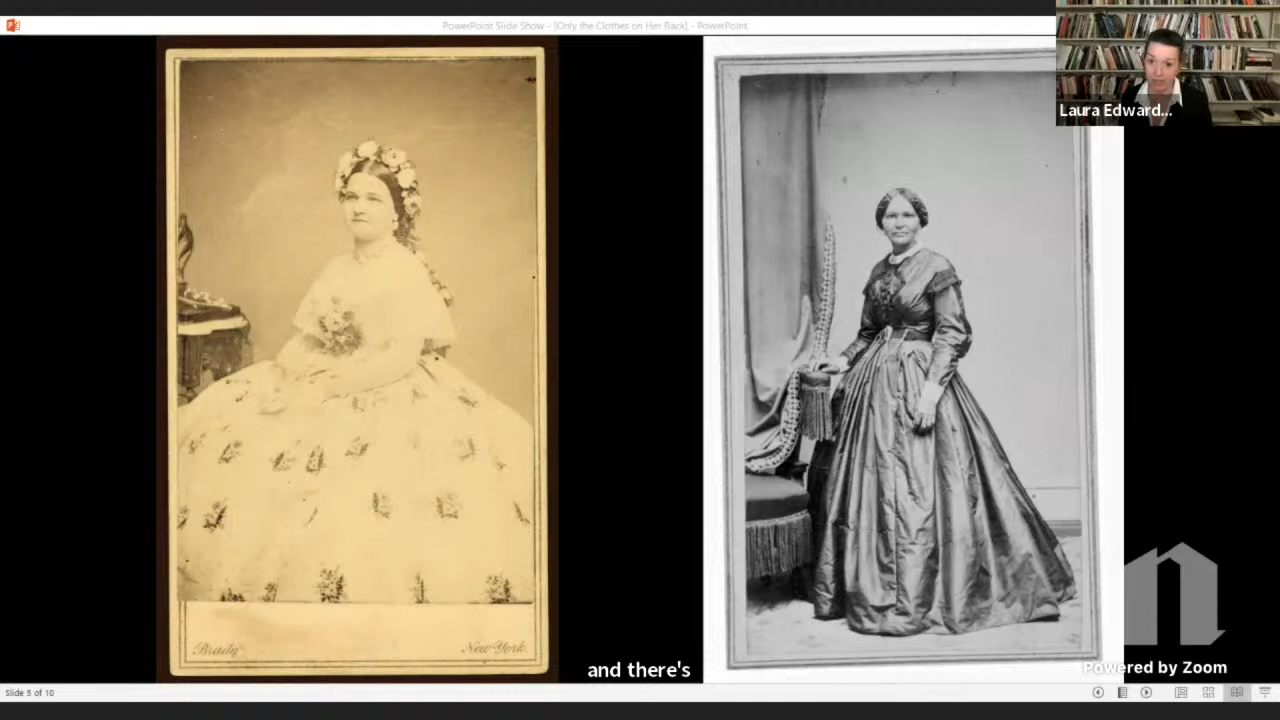 PowerPoint Slide Show - [Only the Clothes on Her Back] - PowerPoint
Laura Edward...
Brady
New York.
and there's
Powered by Zoom
Slide 5 of 10